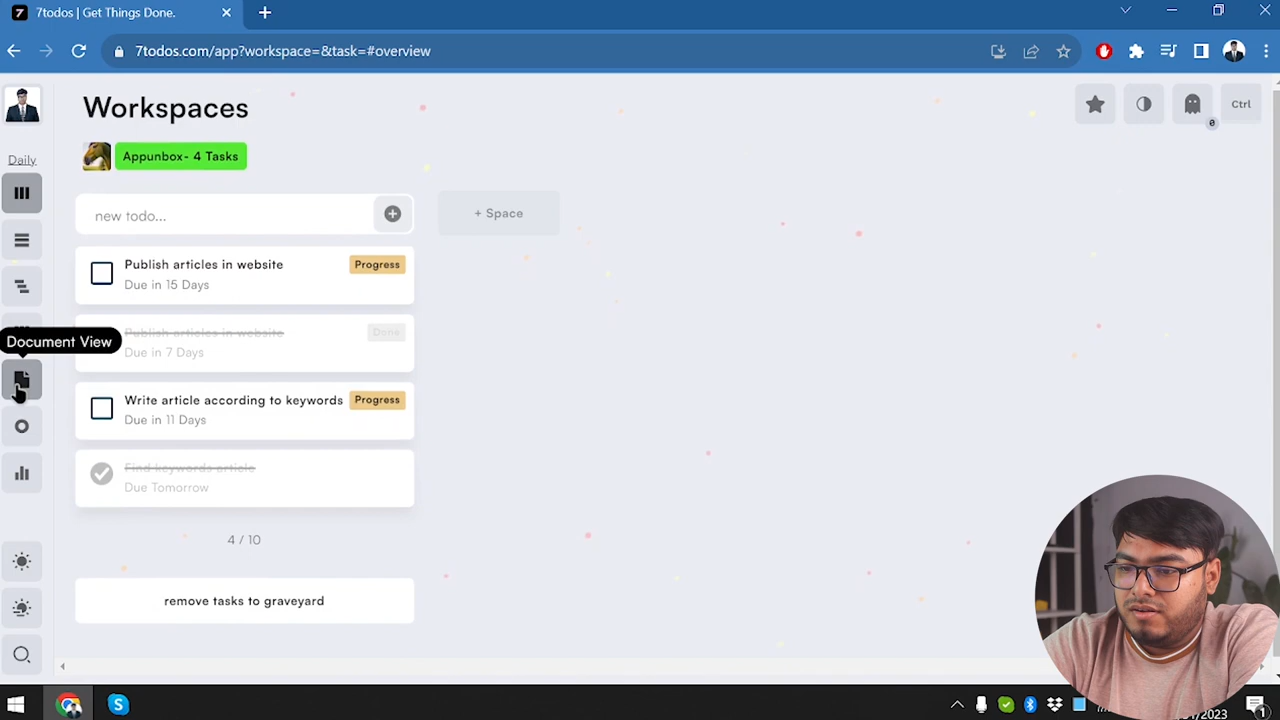 7todos | Get Things Done.
7todos.com/app?workspace=&task=#overview
Workspaces
Ctrl
0
Daily
Appunbox- 4 Tasks
new todo...
+ Space
Publish articles in website
Progress
Due in 15 Days
Publish articles in website
Done
Document View
Due in 7 Days
Write article according to keywords
Progress
Due in 11 Days
Find keywords article
Due Tomorrow
4 / 10
remove tasks to graveyard